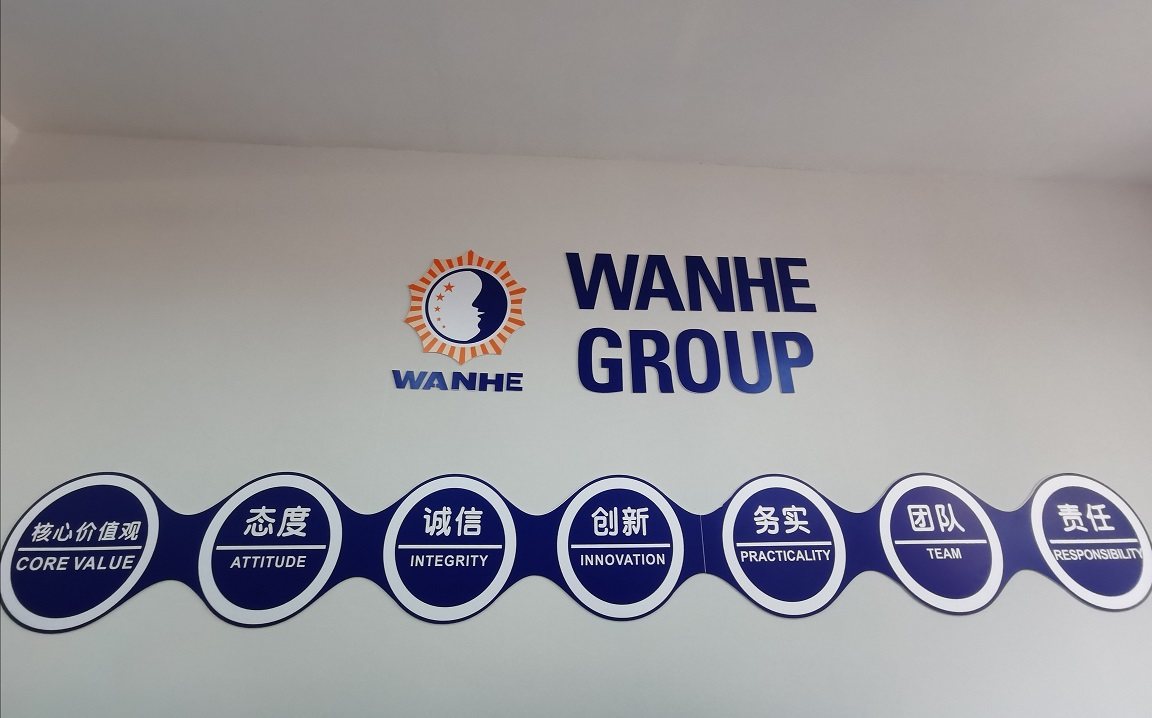 WANHE
WANHE
GROUP
核心价值观
CORE VALUE
态度
ATTITUDE
诚信
INTEGRITY
创新
INNOVATION
务实
PRACTICALITY
团队
TEAM
责任
RESPONSIBILITY